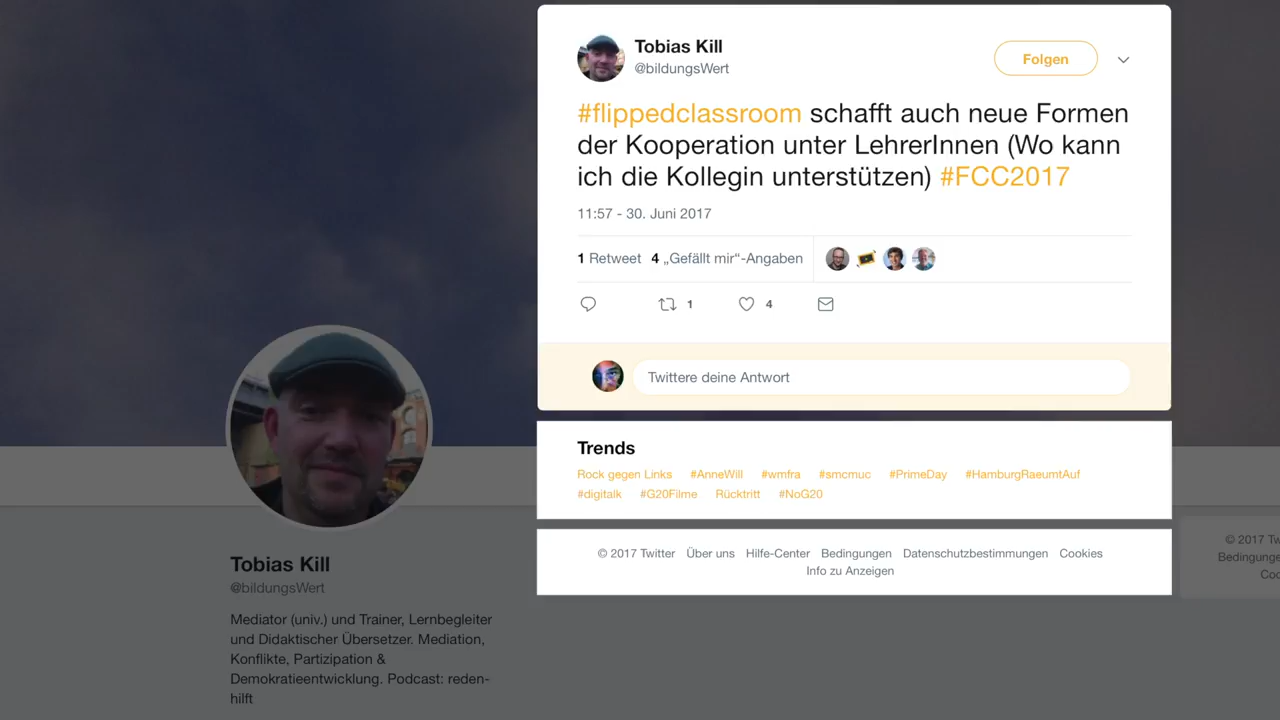 Tobias Kill
@bildungsWert
Folgen
#flippedclassroom schafft auch neue Formen
der Kooperation unter LehrerInnen (Wo kann
ich die Kollegin unterstützen) #FCC2017
11:57 - 30. Juni 2017
1 Retweet 4 „Gefällt mir“-Angaben
1 4
Twittere deine Antwort
Trends
Rock gegen Links #AnneWill #wmfra #smcmuc #PrimeDay #HamburgRaeumtAuf
#digitalk #G20Filme Rücktritt #NoG20
© 2017 Twitter Über uns Hilfe-Center Bedingungen Datenschutzbestimmungen Cookies
Info zu Anzeigen
Tobias Kill
@bildungsWert
Mediator (univ.) und Trainer, Lernbegleiter
und Didaktischer Übersetzer. Mediation,
Konflikte, Partizipation &
Demokratieentwicklung. Podcast: reden-
hilft
© 2017 Tw
Bedingunge
Coo